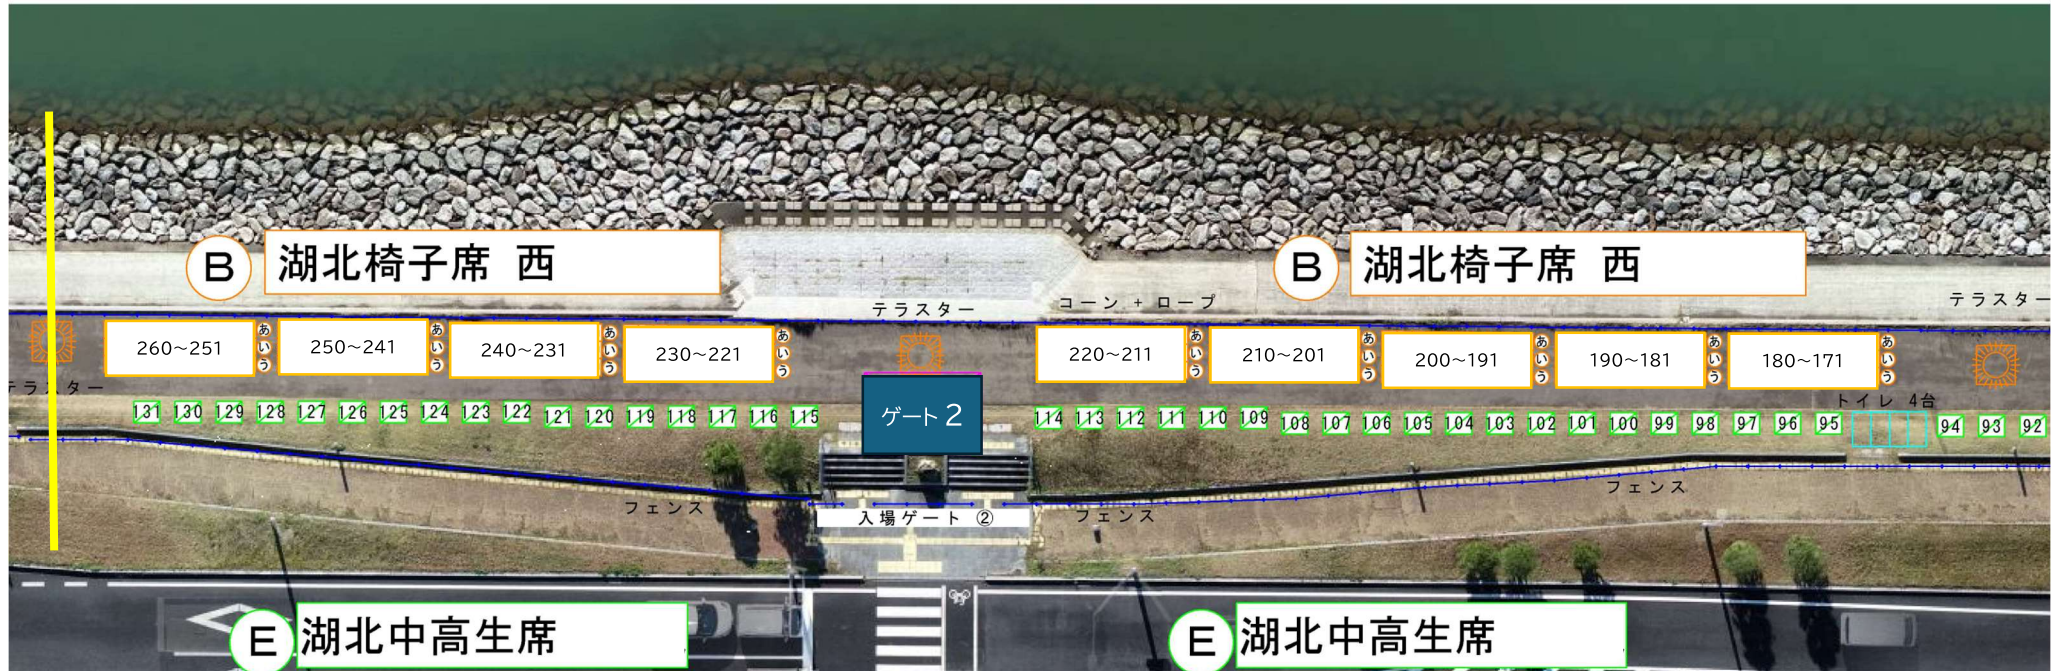 B 湖北椅子席 西
B 湖北椅子席 西
テラスター
コーン + ロープ
テラスター
260~251
あいう
250~241
あいう
240~231
あいう
230~221
あいう
220~211
あいう
210~201
あいう
200~191
あいう
190~181
あいう
180~171
あいう
テラスター
トイレ 4台
131 130 129 128 127 126 125 124 123 122 121 120 119 118 117 116 115
ゲート 2
114 113 112 111 110 109 108 107 106 105 104 103 102 101 100 99 98 97 96 95
94 93 92
フェンス
入場ゲート ②
フェンス
フェンス
E 湖北中高生席
E 湖北中高生席